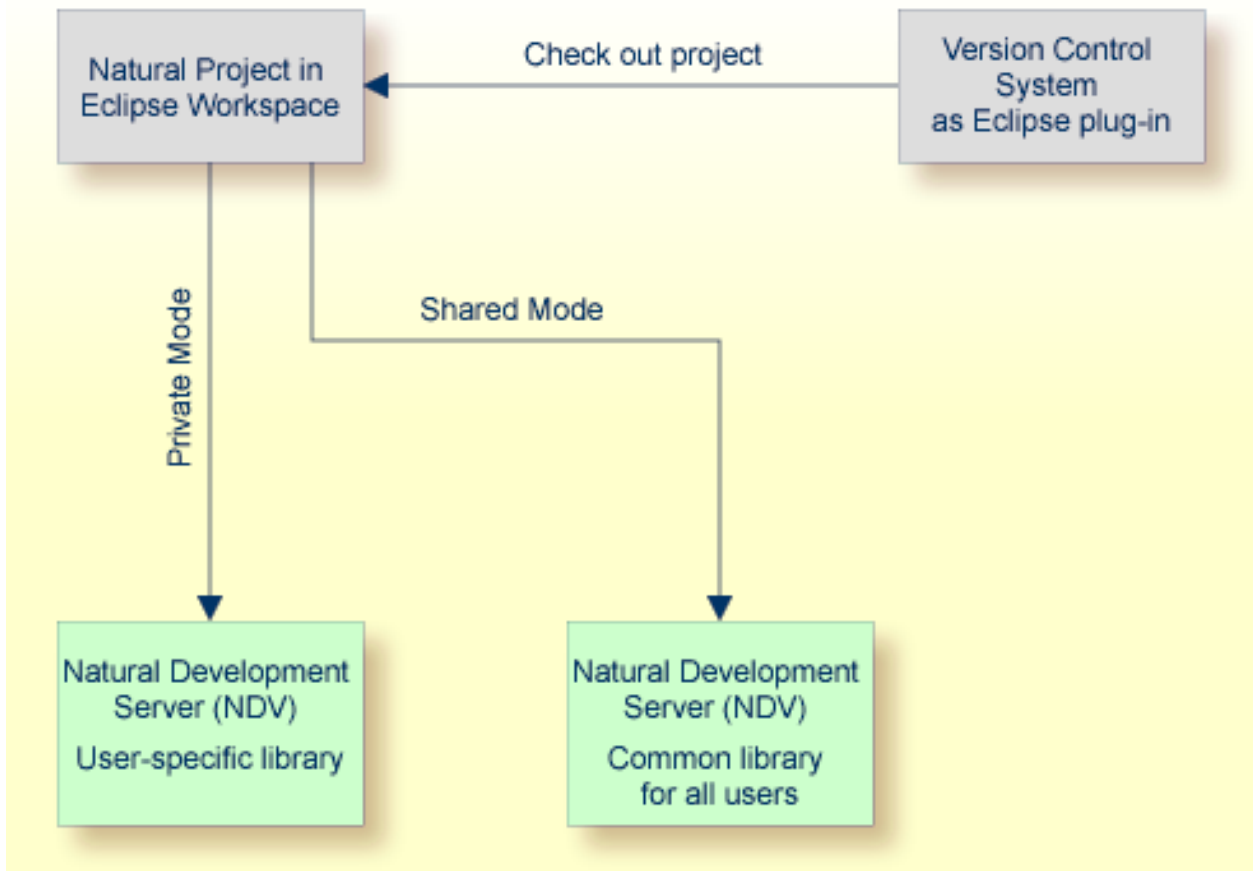 Natural Project in
Eclipse Workspace
Check out project
Version Control
System
as Eclipse plug-in
Private Mode
Shared Mode
Natural Development
Server (NDV)
User-specific library
Natural Development
Server (NDV)
Common library
for all users